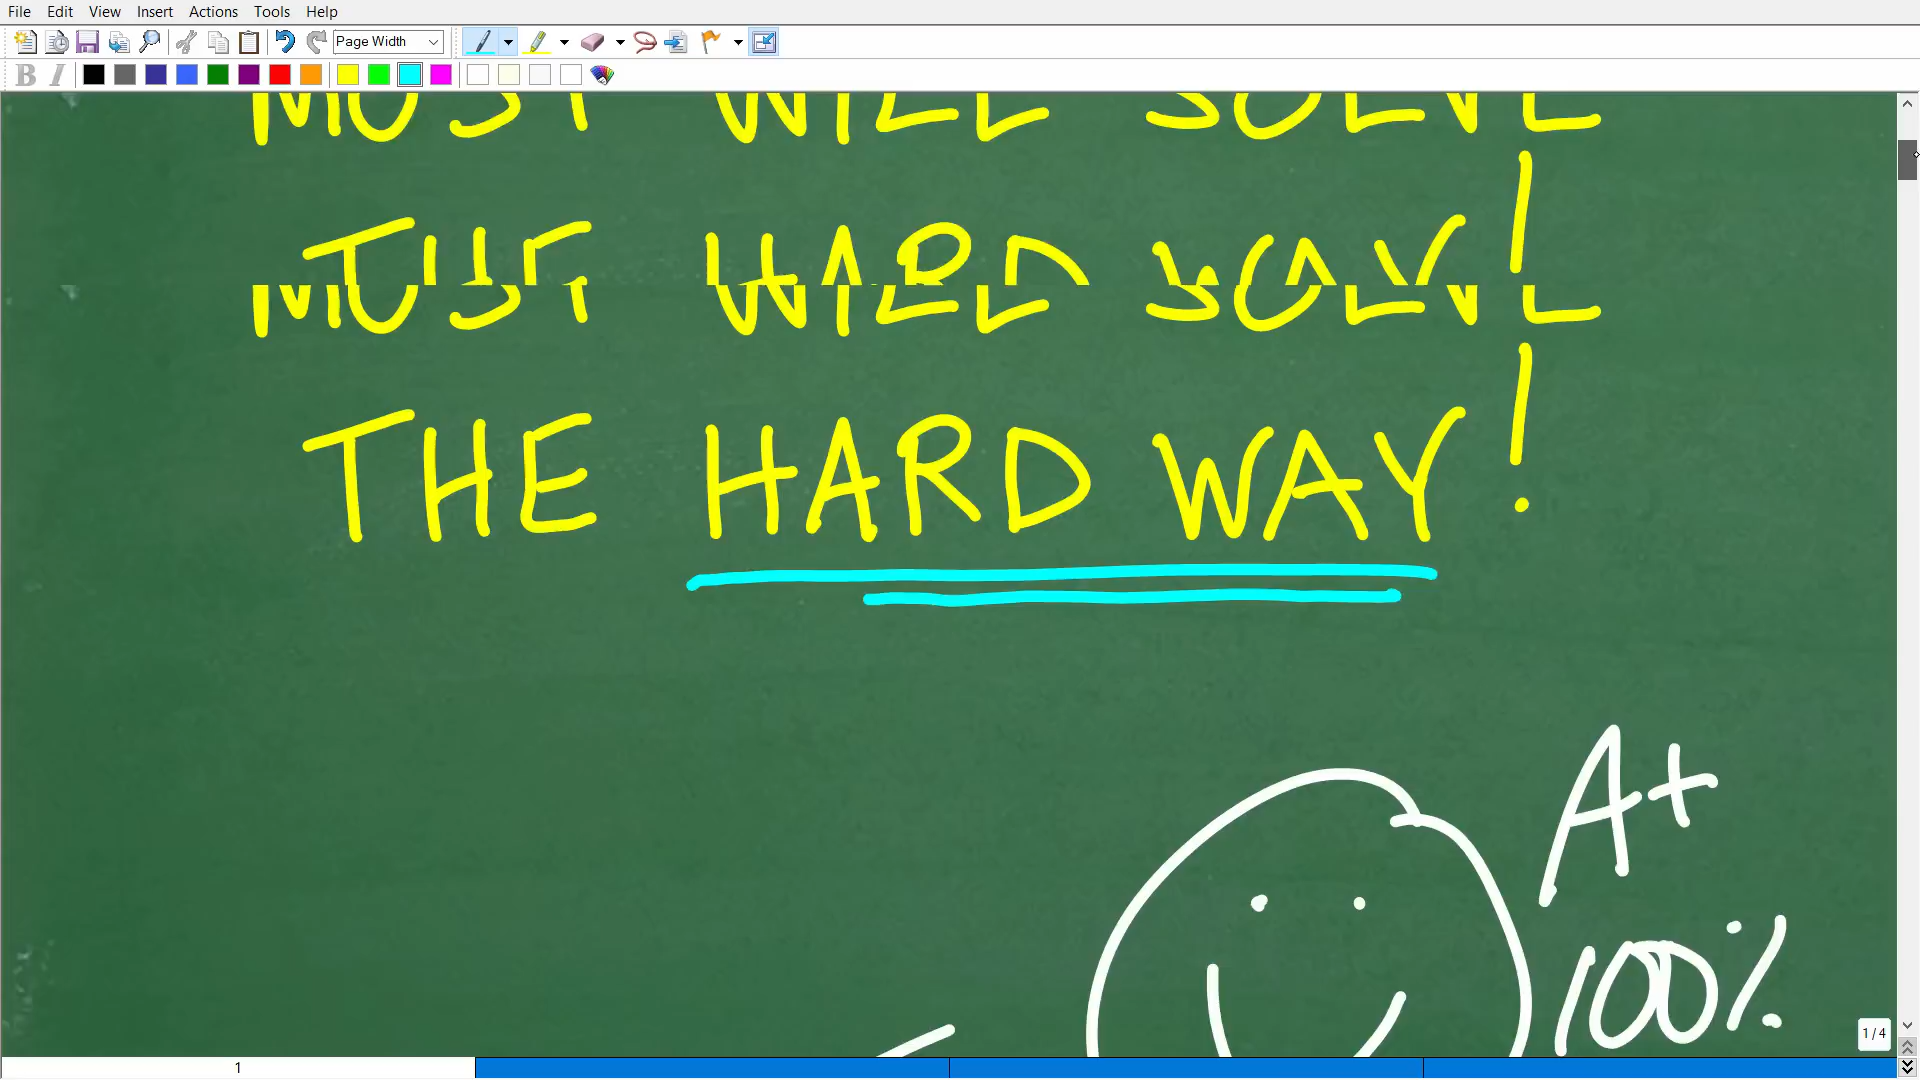 File Edit View Insert Actions Tools Help
Page Width
B I
MOST WILL SOLVE
THE HARD WAY!
A+
100%
1 / 4
1